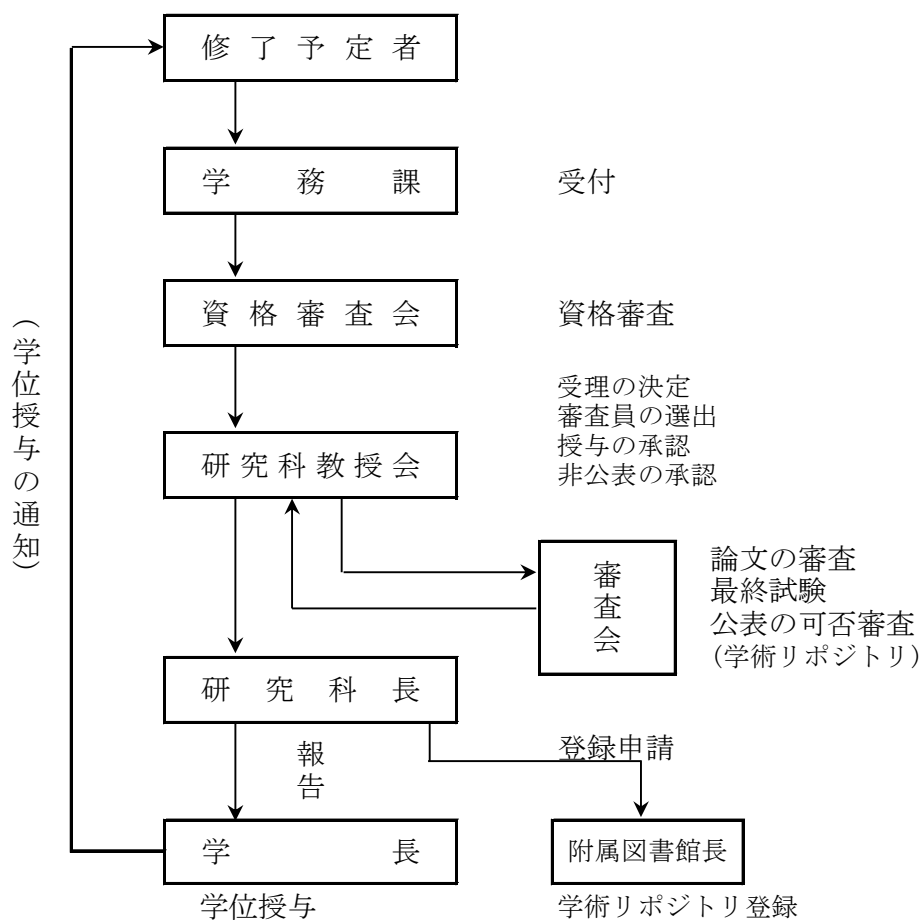 修了予定者
学務課
受付
資格審査会
資格審査
受理の決定
審査員の選出
授与の承認
非公表の承認
研究科教授会
(学位授与の通知)
審査会
論文の審査
最終試験
公表の可否審査
(学術リポジトリ)
研究科長
報告
登録申請
学長
附属図書館長
学位授与
学術リポジトリ登録